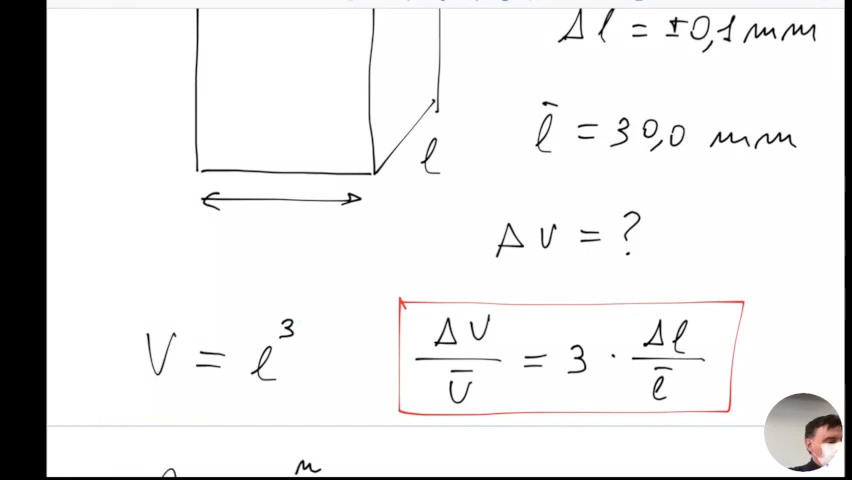 Δl = ±0,1 mm
l̄ = 30,0 mm
l
ΔV = ?
V = l³
ΔV/V̄ = 3 · Δl/l̄